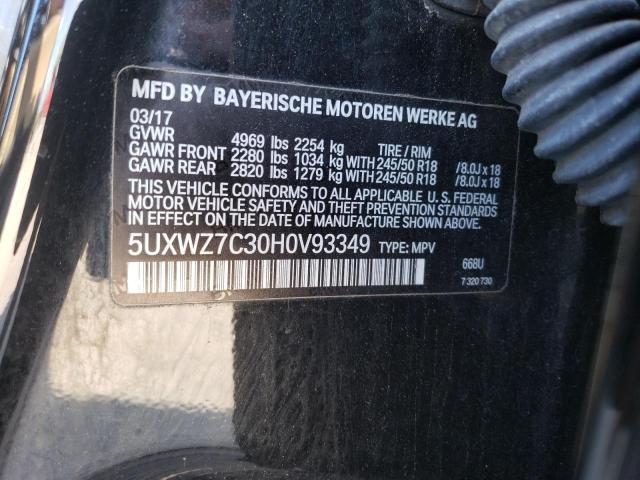 MFD BY BAYERISCHE MOTOREN WERKE AG
03/17
GVWR 4969 lbs 2254 kg TIRE / RIM
GAWR FRONT 2280 lbs 1034 kg WITH 245/50 R18 /8.0J x 18
GAWR REAR 2820 lbs 1279 kg WITH 245/50 R18 /8.0J x 18
THIS VEHICLE CONFORMS TO ALL APPLICABLE U. S. FEDERAL
MOTOR VEHICLE SAFETY AND THEFT PREVENTION STANDARDS
IN EFFECT ON THE DATE OF MANUFACTURE SHOWN ABOVE.
5UXWZ7C30H0V93349 TYPE: MPV
668U
7 320 730